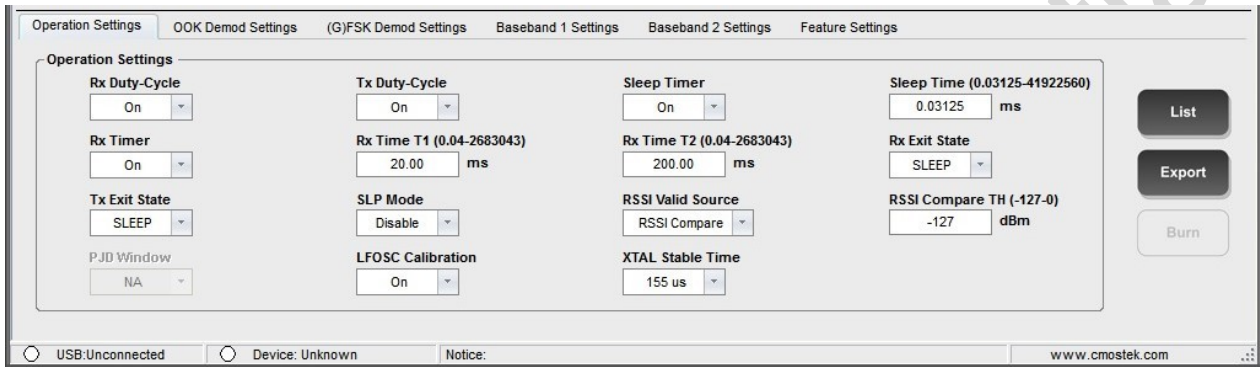 Operation Settings OOK Demod Settings (G)FSK Demod Settings Baseband 1 Settings Baseband 2 Settings Feature Settings
Operation Settings
Rx Duty-Cycle Tx Duty-Cycle Sleep Timer Sleep Time (0.03125-41922560)
On On On 0.03125 ms
List
Rx Timer Rx Time T1 (0.04-2683043) Rx Time T2 (0.04-2683043) Rx Exit State
On 20.00 ms 200.00 ms SLEEP
Export
Tx Exit State SLP Mode RSSI Valid Source RSSI Compare TH (-127-0)
SLEEP Disable RSSI Compare -127 dBm
Burn
PJD Window LFOSC Calibration XTAL Stable Time
NA On 155 us
USB:Unconnected Device: Unknown Notice: www.cmostek.com